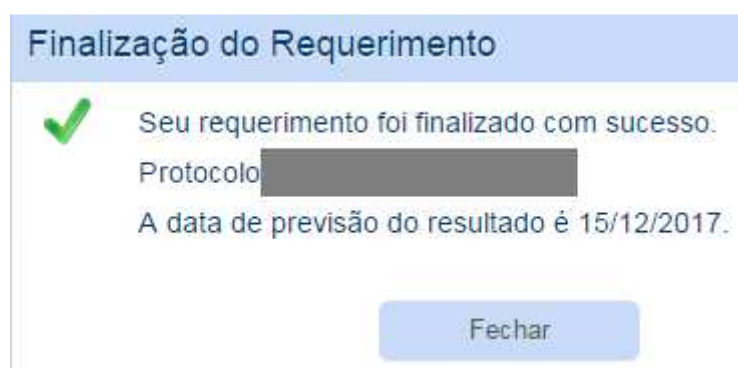 Finalização do Requerimento
Seu requerimento foi finalizado com sucesso.
Protocolo
A data de previsão do resultado é 15/12/2017.
Fechar